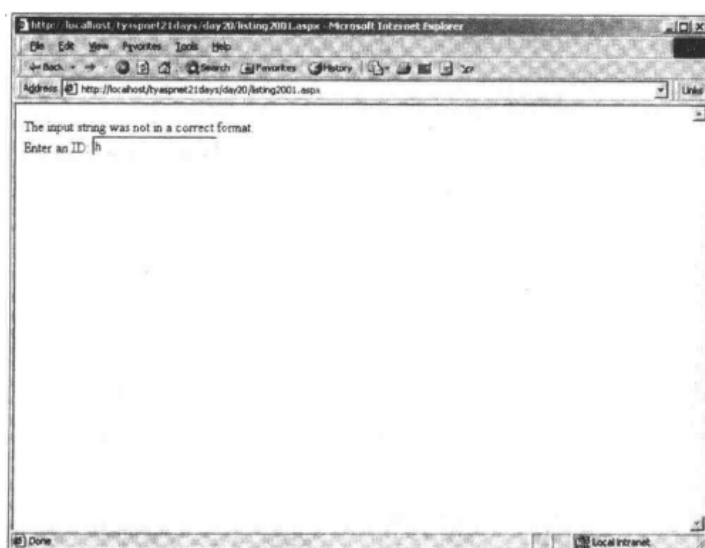 http://localhost/tyaspnet21days/day20/listing2001.aspx - Microsoft Internet Explorer
File Edit View Favorites Tools Help
Back Search Favorites History
Address http://localhost/tyaspnet21days/day20/listing2001.aspx Links
The input string was not in a correct format.
Enter an ID: h
Done Local intranet